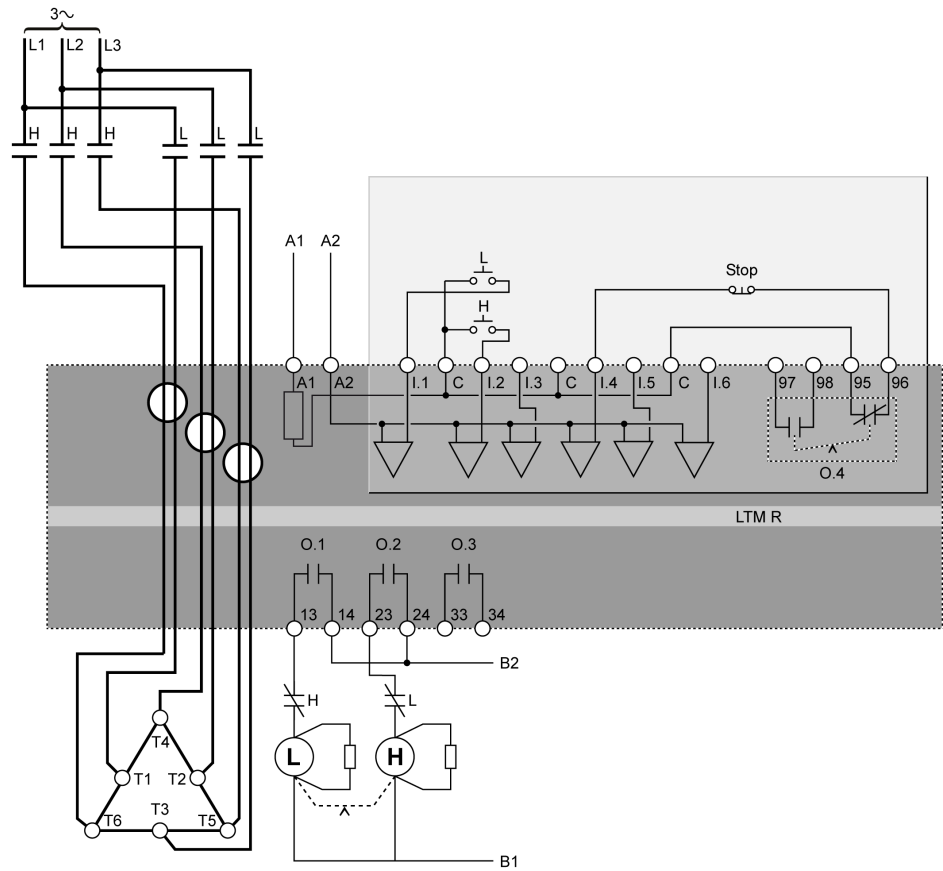 3∿
L1 L2 L3
H H H L L L
A1 A2
L
H
Stop
A1 A2 I.1 C I.2 I.3 C I.4 I.5 C I.6 97 98 95 96
O.4
LTM R
O.1 O.2 O.3
13 14 23 24 33 34
B2
H L
L H
T4
T1 T2
T3
T6 T5
B1